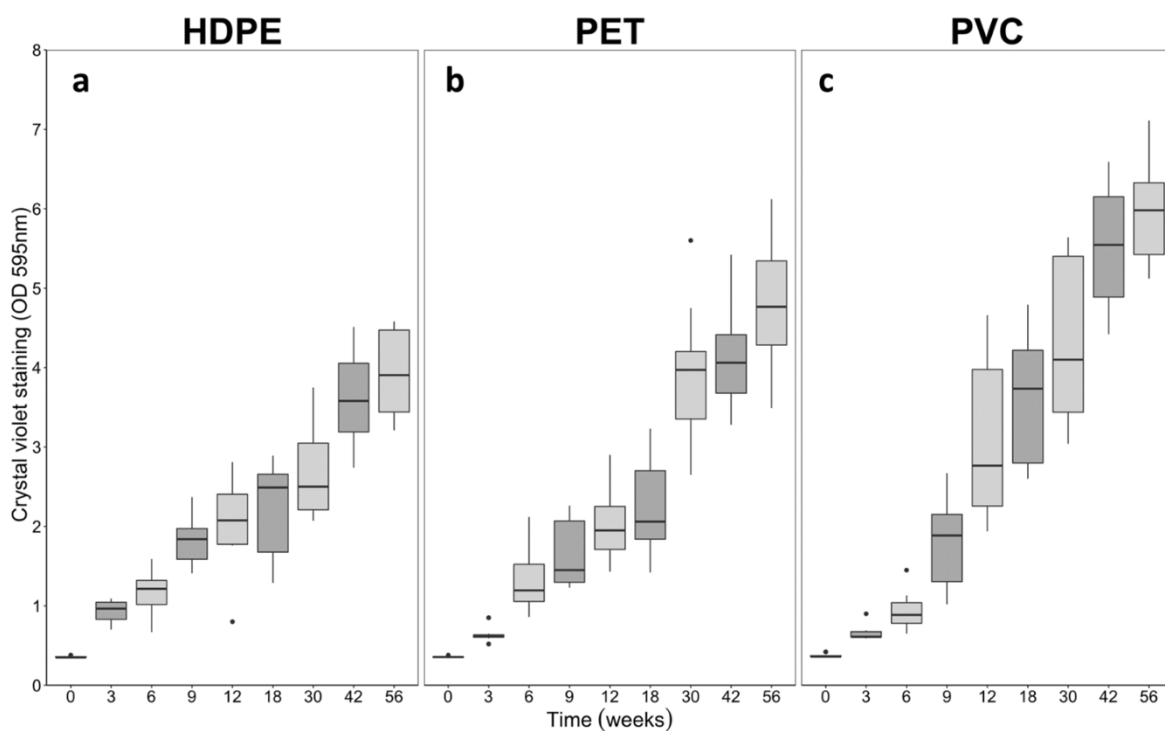 HDPE PET PVC
a b c
8
7
6
5
4
3
2
1
0
Crystal violet staining (OD 595nm)
0 3 6 9 12 18 30 42 56 0 3 6 9 12 18 30 42 56 0 3 6 9 12 18 30 42 56
Time (weeks)